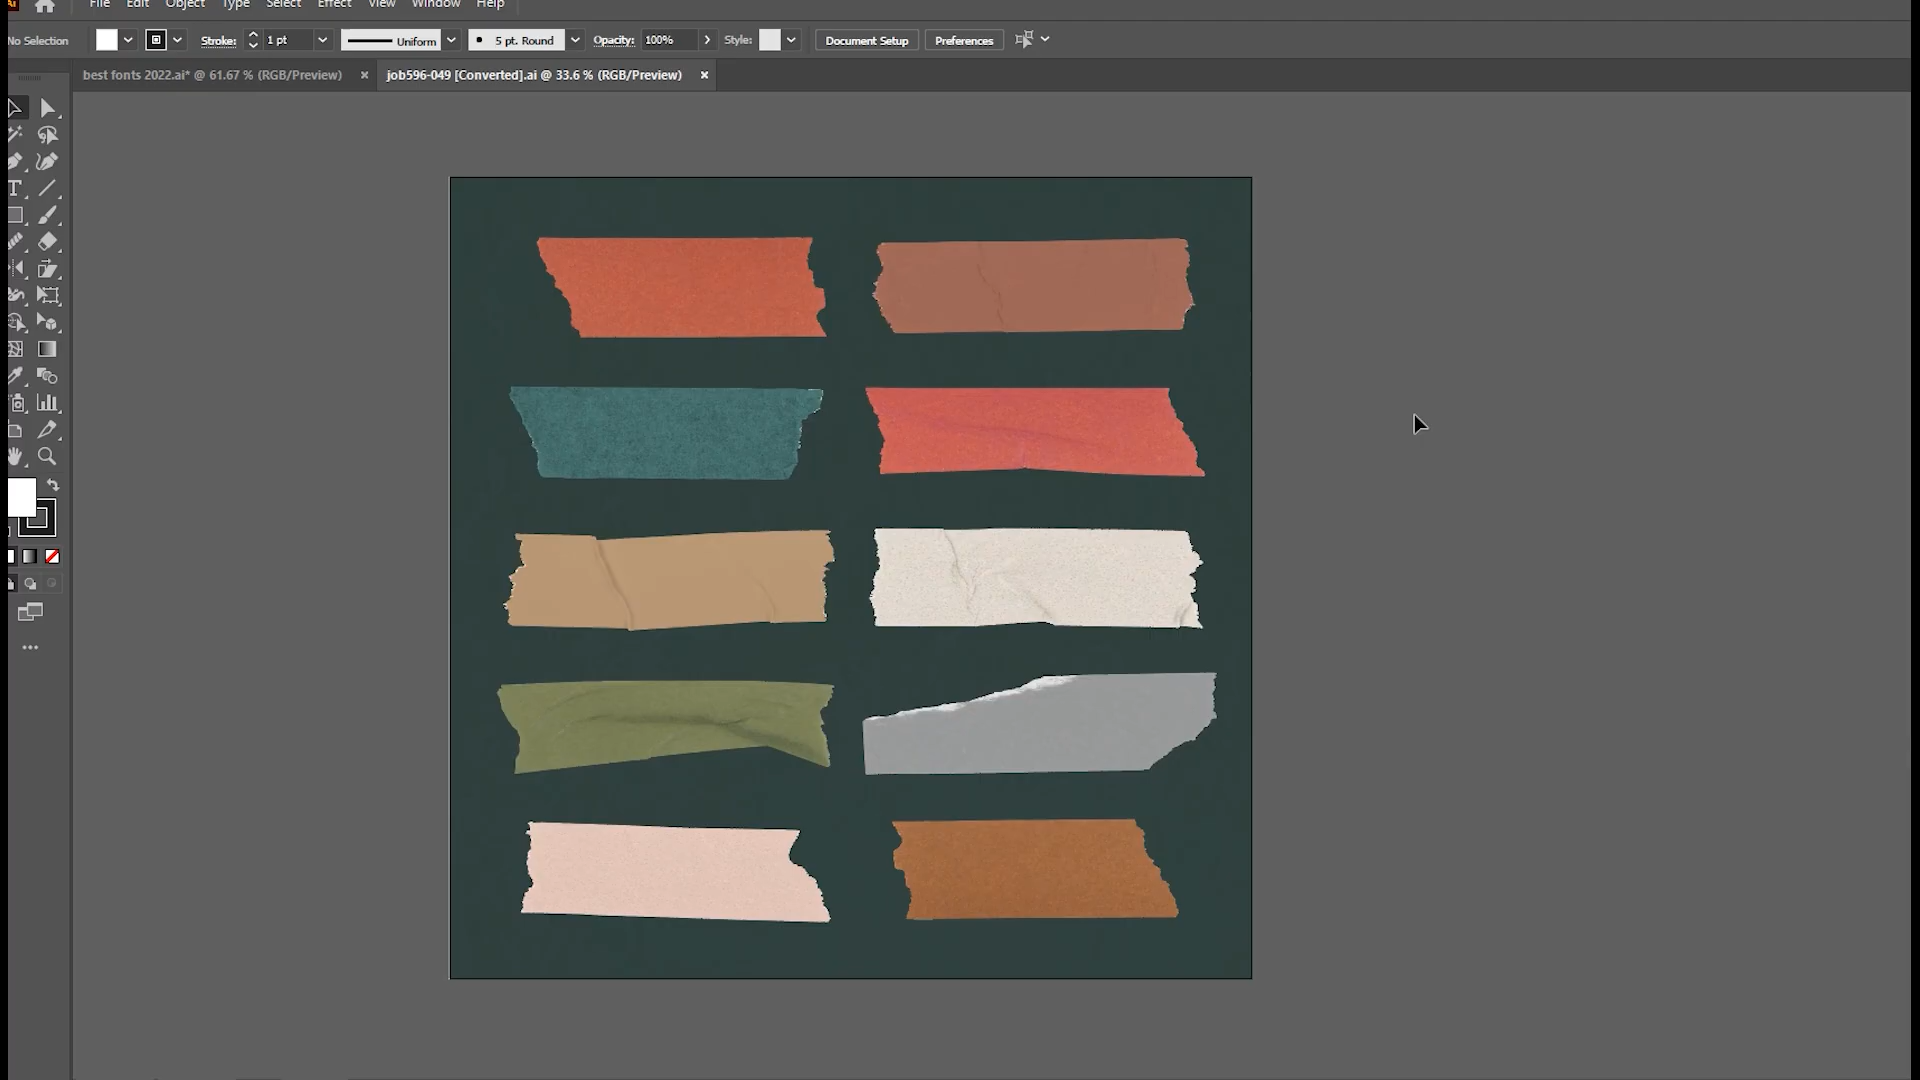 File Edit Object Type Select Effect View Window Help
No Selection Stroke: 1 pt Uniform 5 pt. Round Opacity: 100% Style: Document Setup Preferences
best fonts 2022.ai* @ 61.67 % (RGB/Preview) × job596-049 [Converted].ai @ 33.6 % (RGB/Preview) ×